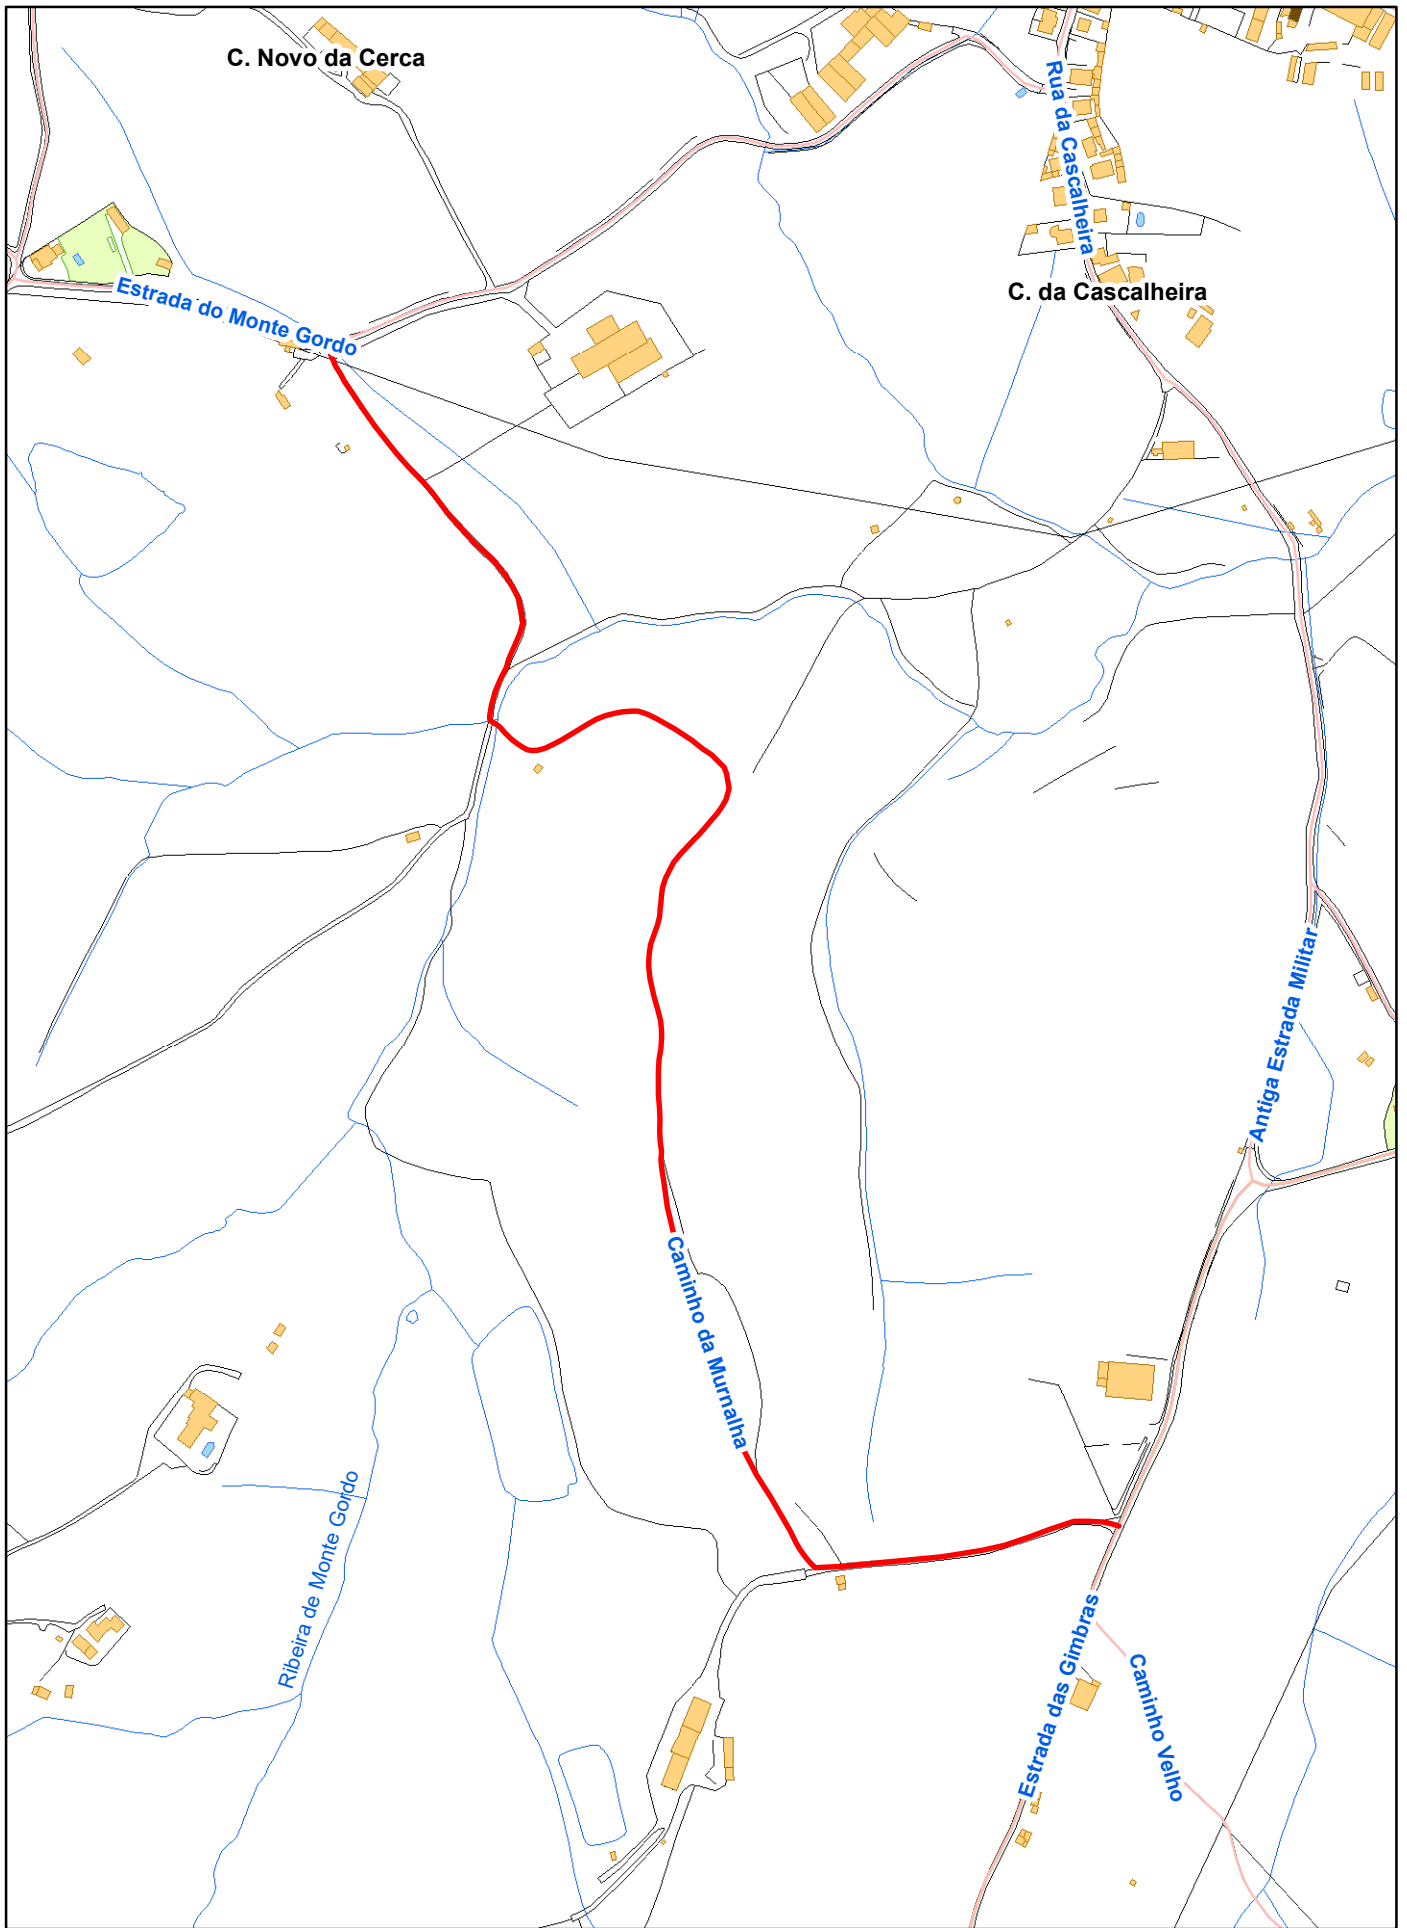 C. Novo da Cerca
Rua da Cascalheira
Estrada do Monte Gordo
C. da Cascalheira
Antiga Estrada Militar
Caminho da Murnalha
Ribeira de Monte Gordo
Estrada das Gimbras
Caminho Velho